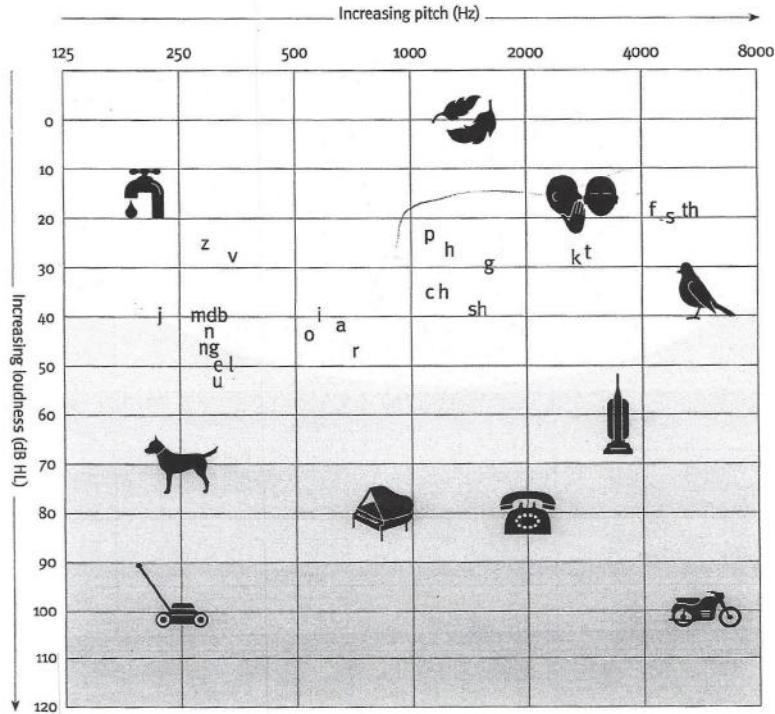 Increasing pitch (Hz)
125 250 500 1000 2000 4000 8000
Increasing loudness (dB HL)
0
10
20
f s th
z
p
v
h
k t
g
30
ch
sh
40
j mdb i
a
n
o
ng
r
50
e l
u
60
70
80
90
100
110
120